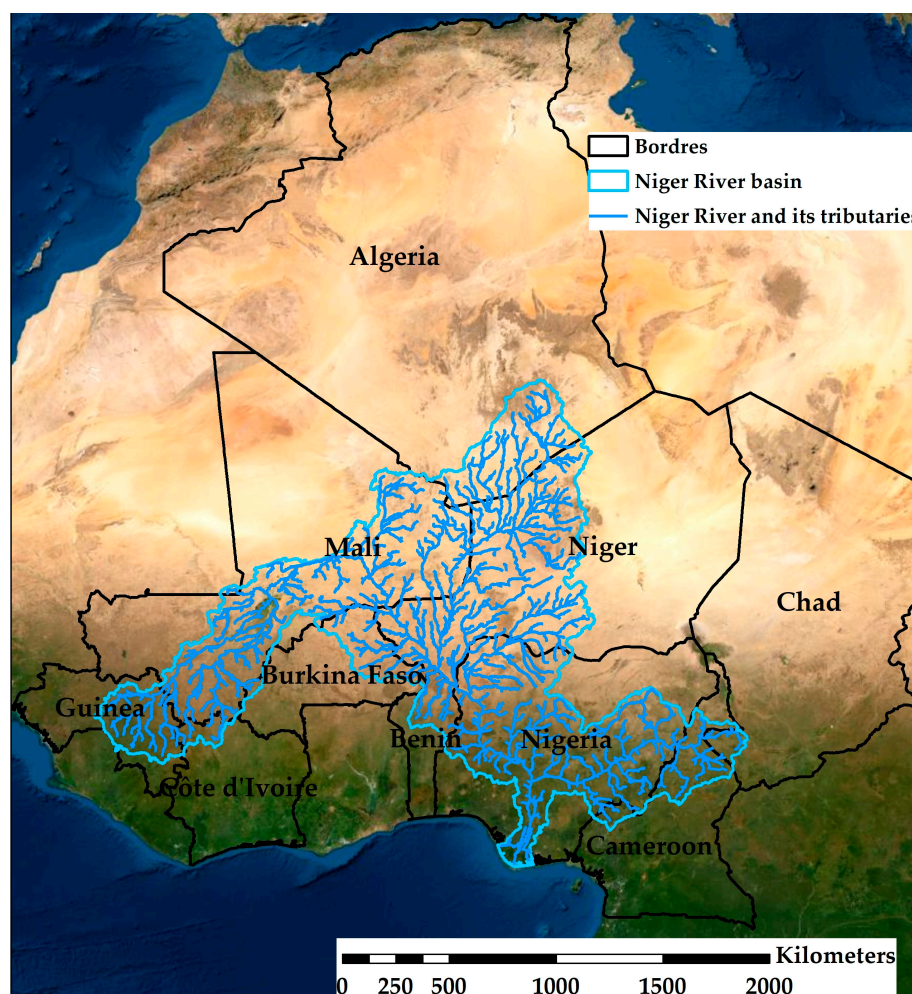 Bordres
Niger River basin
Niger River and its tributaries
Algeria
Mali
Niger
Chad
Burkina Faso
Guinea
Benin
Nigeria
Côte d'Ivoire
Cameroon
Kilometers
0 250 500 1000 1500 2000